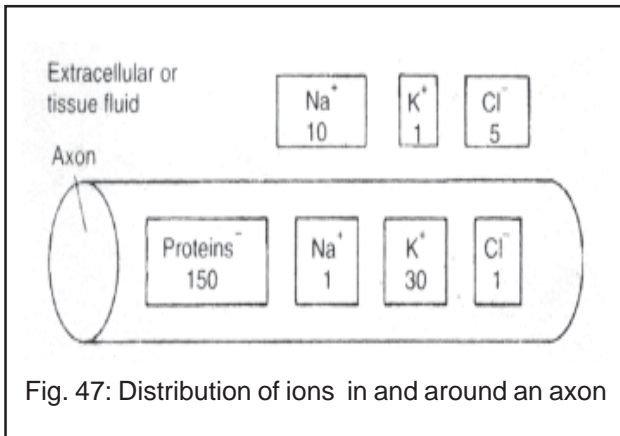 Extracellular or
tissue fluid
Na⁺
10
K⁺
1
Cl⁻
5
Axon
Proteins⁻
150
Na⁺
1
K⁺
30
Cl⁻
1
Fig. 47: Distribution of ions in and around an axon